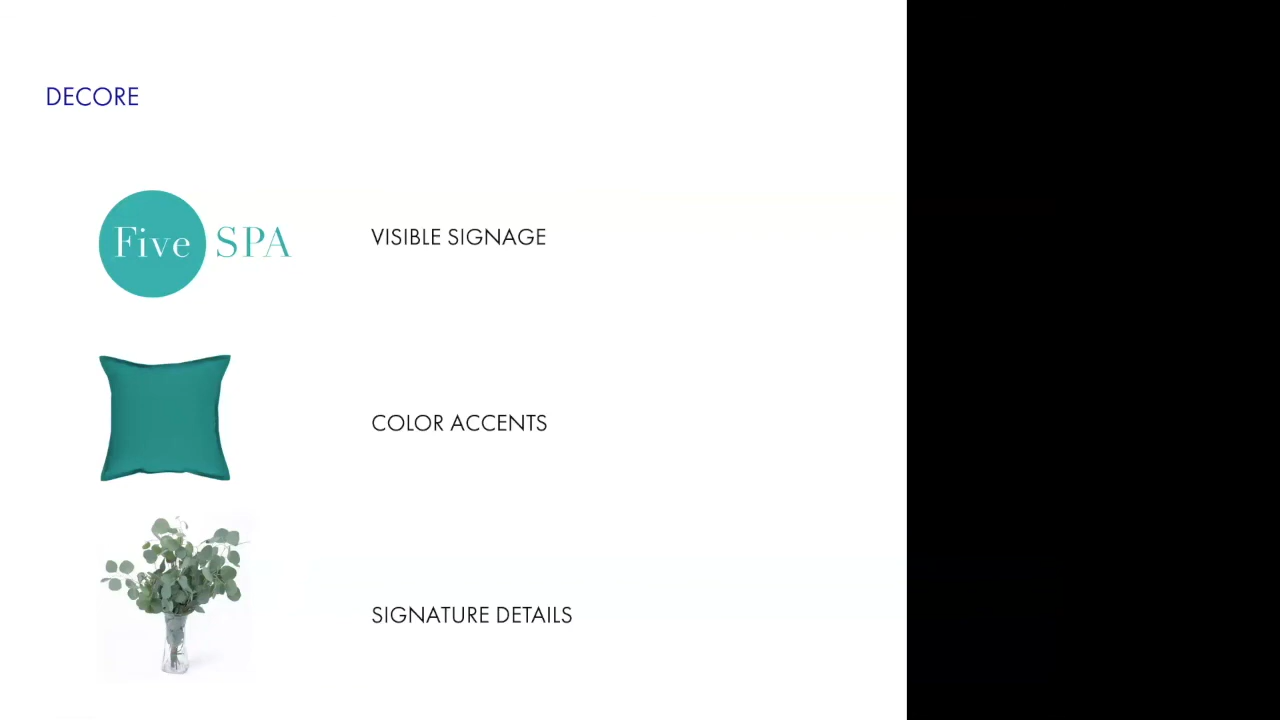 DECORE
Five SPA
VISIBLE SIGNAGE
COLOR ACCENTS
SIGNATURE DETAILS